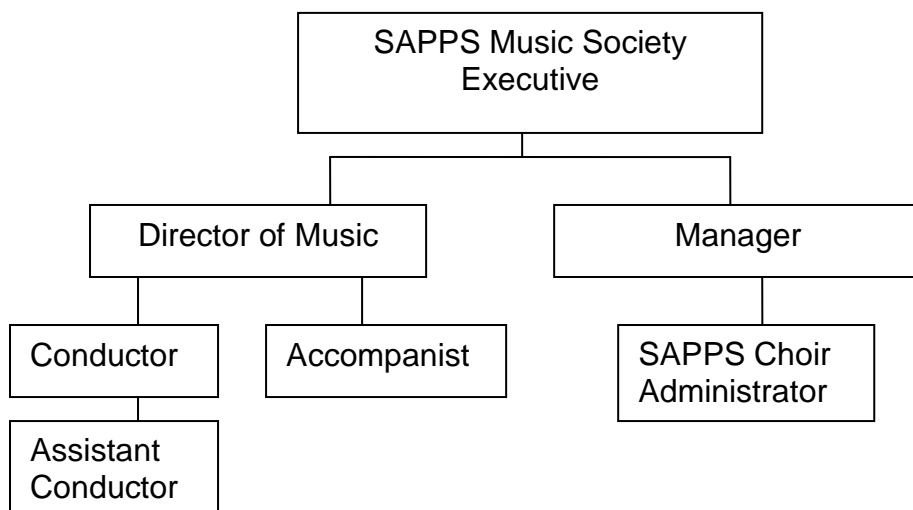 SAPPS Music Society
Executive
Director of Music
Manager
Conductor
Accompanist
SAPPS Choir
Administrator
Assistant
Conductor